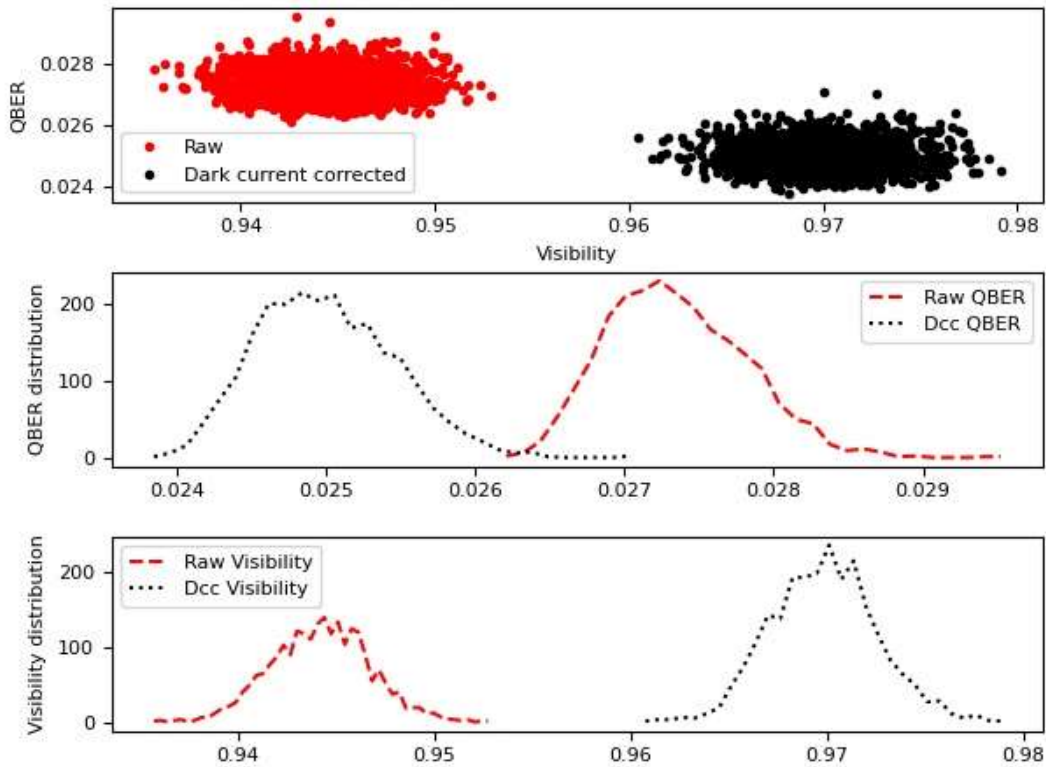 QBER
0.028
0.026
0.024
Raw
Dark current corrected
0.94
0.95
0.96
0.97
0.98
Visibility
QBER distribution
200
100
0
Raw QBER
Dcc QBER
0.024
0.025
0.026
0.027
0.028
0.029
Visibility distribution
200
100
0
Raw Visibility
Dcc Visibility
0.94
0.95
0.96
0.97
0.98